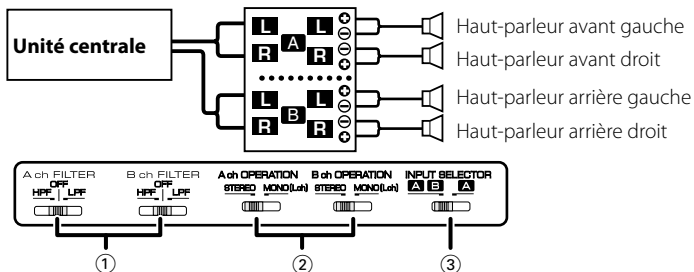 Unité centrale
L L ⊕ ⊖ Haut-parleur avant gauche
A
R R ⊖ ⊕ Haut-parleur avant droit
L L ⊕ ⊖ Haut-parleur arrière gauche
B
R R ⊖ ⊕ Haut-parleur arrière droit
A ch FILTER B ch FILTER A ch OPERATION B ch OPERATION INPUT SELECTOR
OFF OFF STEREO MONO(Lch) STEREO MONO(Lch) A B A
HPF LPF HPF LPF
① ② ③